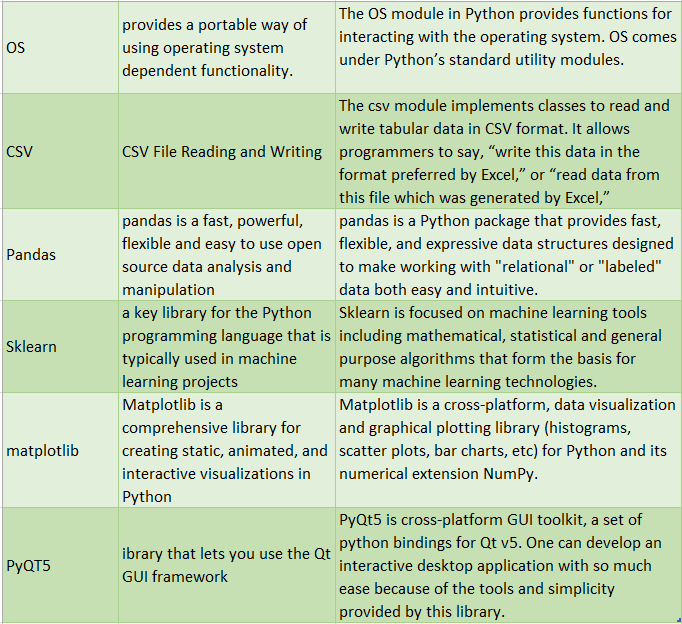 OS
provides a portable way of
using operating system
dependent functionality.
The OS module in Python provides functions for
interacting with the operating system. OS comes
under Python’s standard utility modules.
CSV
CSV File Reading and Writing
The csv module implements classes to read and
write tabular data in CSV format. It allows
programmers to say, “write this data in the
format preferred by Excel,” or “read data from
this file which was generated by Excel,”
Pandas
pandas is a fast, powerful,
flexible and easy to use open
source data analysis and
manipulation
pandas is a Python package that provides fast,
flexible, and expressive data structures designed
to make working with "relational" or "labeled"
data both easy and intuitive.
Sklearn
a key library for the Python
programming language that is
typically used in machine
learning projects
Sklearn is focused on machine learning tools
including mathematical, statistical and general
purpose algorithms that form the basis for
many machine learning technologies.
matplotlib
Matplotlib is a
comprehensive library for
creating static, animated, and
interactive visualizations in
Python
Matplotlib is a cross-platform, data visualization
and graphical plotting library (histograms,
scatter plots, bar charts, etc) for Python and its
numerical extension NumPy.
PyQT5
ibrary that lets you use the Qt
GUI framework
PyQt5 is cross-platform GUI toolkit, a set of
python bindings for Qt v5. One can develop an
interactive desktop application with so much
ease because of the tools and simplicity
provided by this library.